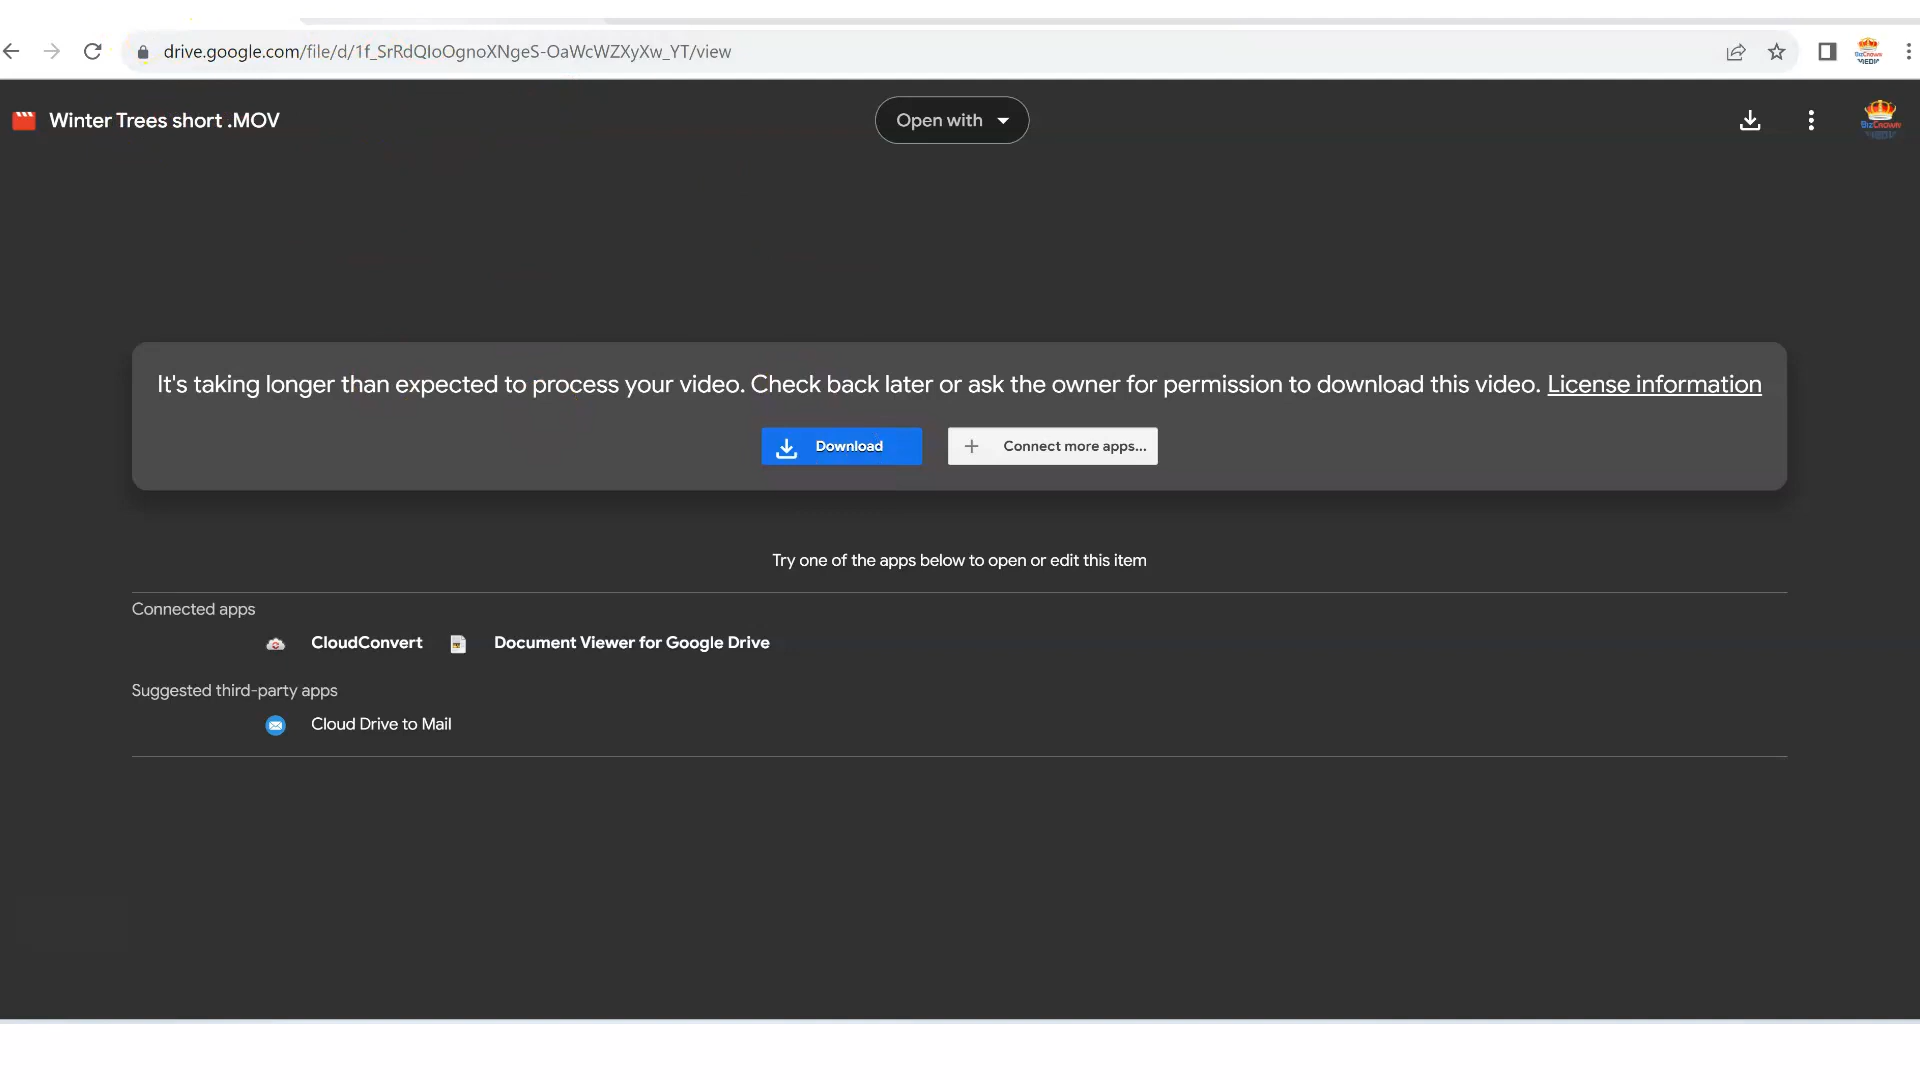 drive.google.com/file/d/1f_SrRdQIoOgnoXNgeS-OaWcWZXyXw_YT/view
Winter Trees short .MOV
Open with
BizCrown
MEDIA
It's taking longer than expected to process your video. Check back later or ask the owner for permission to download this video. License information
Download
Connect more apps...
Try one of the apps below to open or edit this item
Connected apps
CloudConvert
Document Viewer for Google Drive
Suggested third-party apps
Cloud Drive to Mail